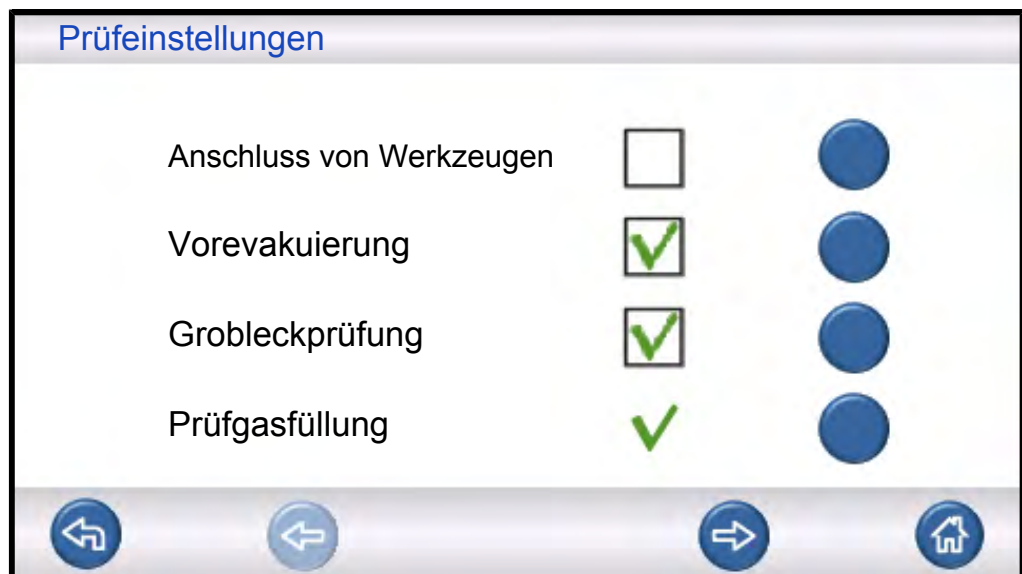 Prüfeinstellungen
Anschluss von Werkzeugen
Vorevakuierung
Grobleckprüfung
Prüfgasfüllung